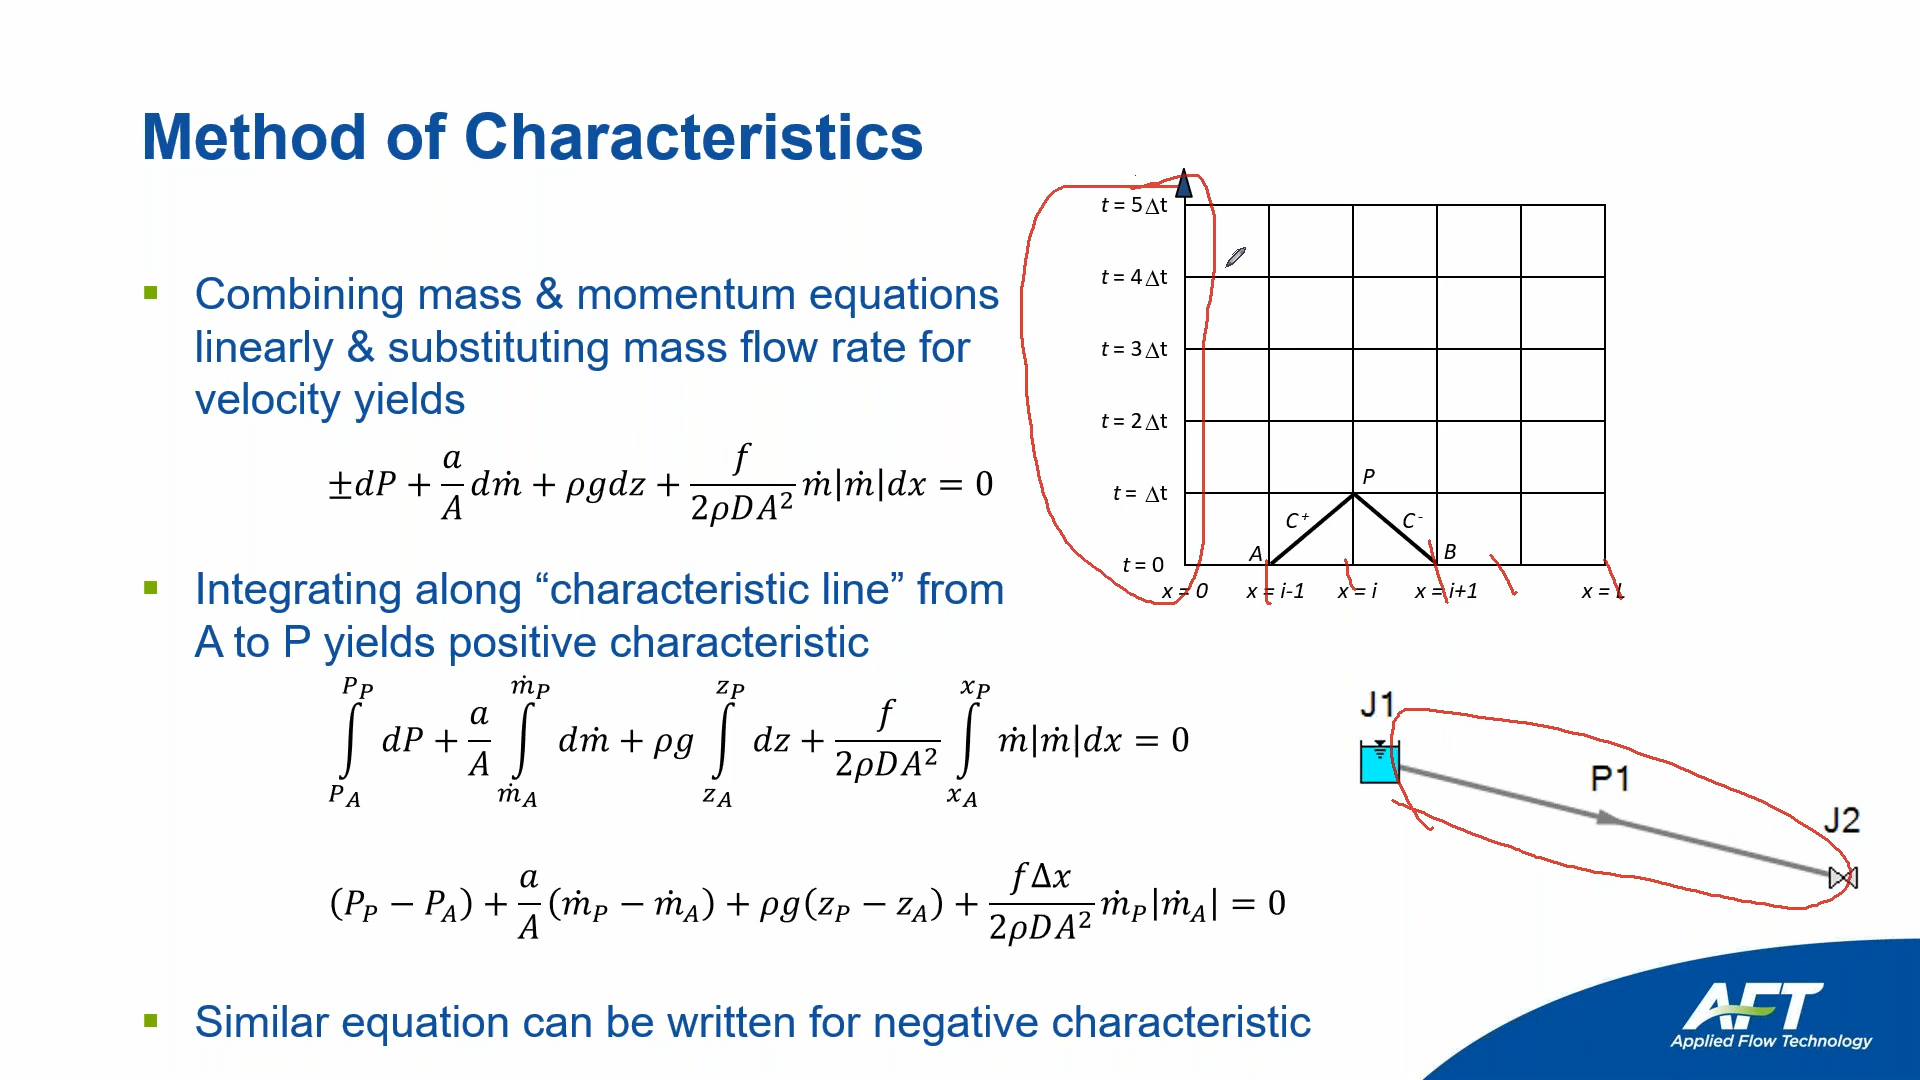 Method of Characteristics
▪ Combining mass & momentum equations
linearly & substituting mass flow rate for
velocity yields
±dP + a/A dṁ + ρgdz + f/2ρDA² ṁ|ṁ|dx = 0
▪ Integrating along “characteristic line” from
A to P yields positive characteristic
∫_{P_A}^{P_P} dP + a/A ∫_{ṁ_A}^{ṁ_P} dṁ + ρg ∫_{z_A}^{z_P} dz + f/2ρDA² ∫_{x_A}^{x_P} ṁ|ṁ|dx = 0
(P_P − P_A) + a/A (ṁ_P − ṁ_A) + ρg(z_P − z_A) + fΔx/2ρDA² ṁ_P|ṁ_A| = 0
▪ Similar equation can be written for negative characteristic
t = 5Δt
t = 4Δt
t = 3Δt
t = 2Δt
P
t = Δt
C⁺ C⁻
A B
t = 0
x = 0 x = i-1 x = i x = i+1 x = L
J1
P1
J2
AFT
Applied Flow Technology